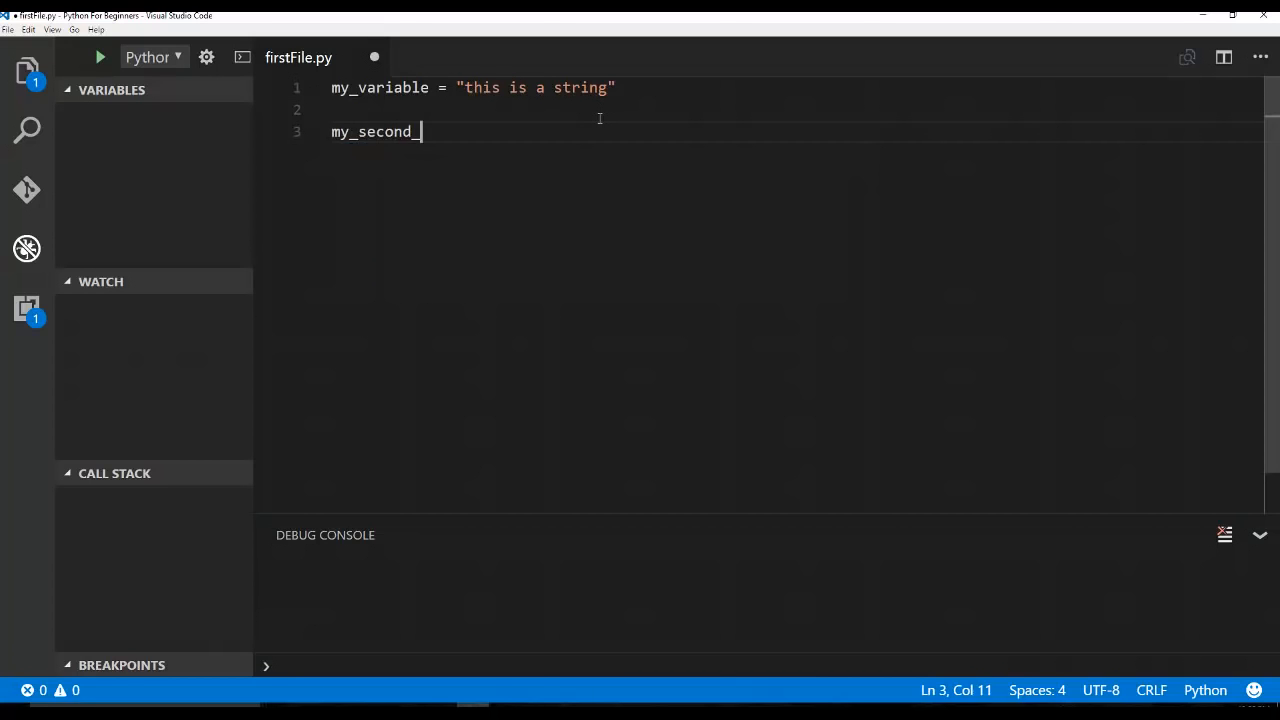 firstFile.py - Python For Beginners - Visual Studio Code
File Edit View Go Help
Python
firstFile.py
1
VARIABLES
1 my_variable = "this is a string"
2
3 my_second_
WATCH
1
CALL STACK
DEBUG CONSOLE
BREAKPOINTS
0 0
Ln 3, Col 11 Spaces: 4 UTF-8 CRLF Python